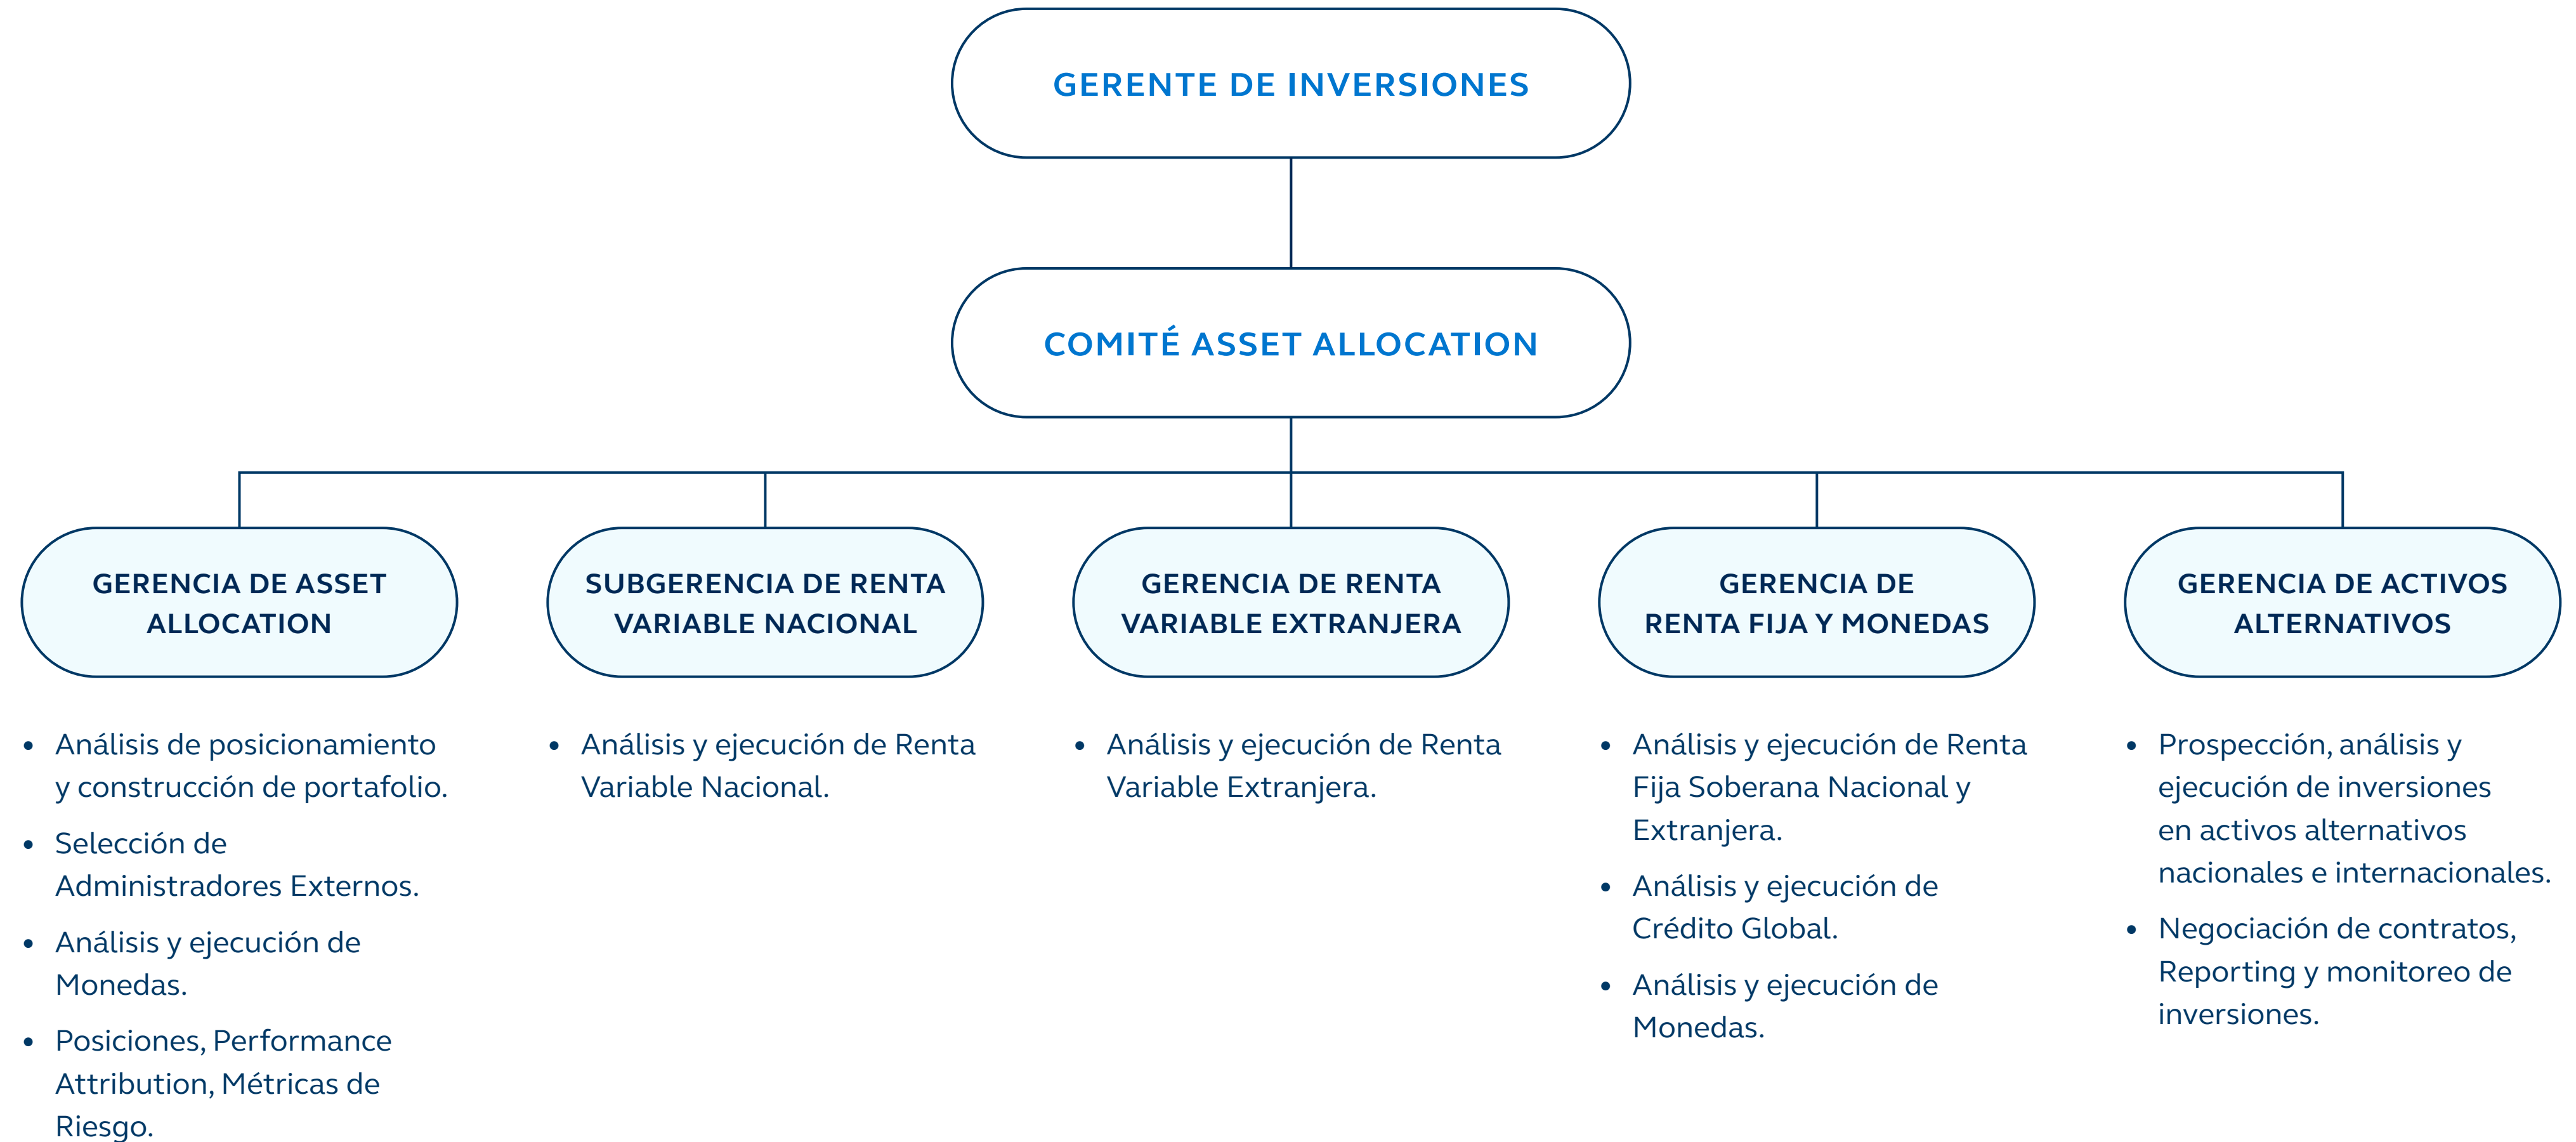 GERENTE DE INVERSIONES
COMITÉ ASSET ALLOCATION
GERENCIA DE ASSET
ALLOCATION
• Análisis de posicionamiento
y construcción de portafolio.
• Selección de
Administradores Externos.
• Análisis y ejecución de
Monedas.
• Posiciones, Performance
Attribution, Métricas de
Riesgo.
SUBGERENCIA DE RENTA
VARIABLE NACIONAL
• Análisis y ejecución de Renta
Variable Nacional.
GERENCIA DE RENTA
VARIABLE EXTRANJERA
• Análisis y ejecución de Renta
Variable Extranjera.
GERENCIA DE
RENTA FIJA Y MONEDAS
• Análisis y ejecución de Renta
Fija Soberana Nacional y
Extranjera.
• Análisis y ejecución de
Crédito Global.
• Análisis y ejecución de
Monedas.
GERENCIA DE ACTIVOS
ALTERNATIVOS
• Prospección, análisis y
ejecución de inversiones
en activos alternativos
nacionales e internacionales.
• Negociación de contratos,
Reporting y monitoreo de
inversiones.